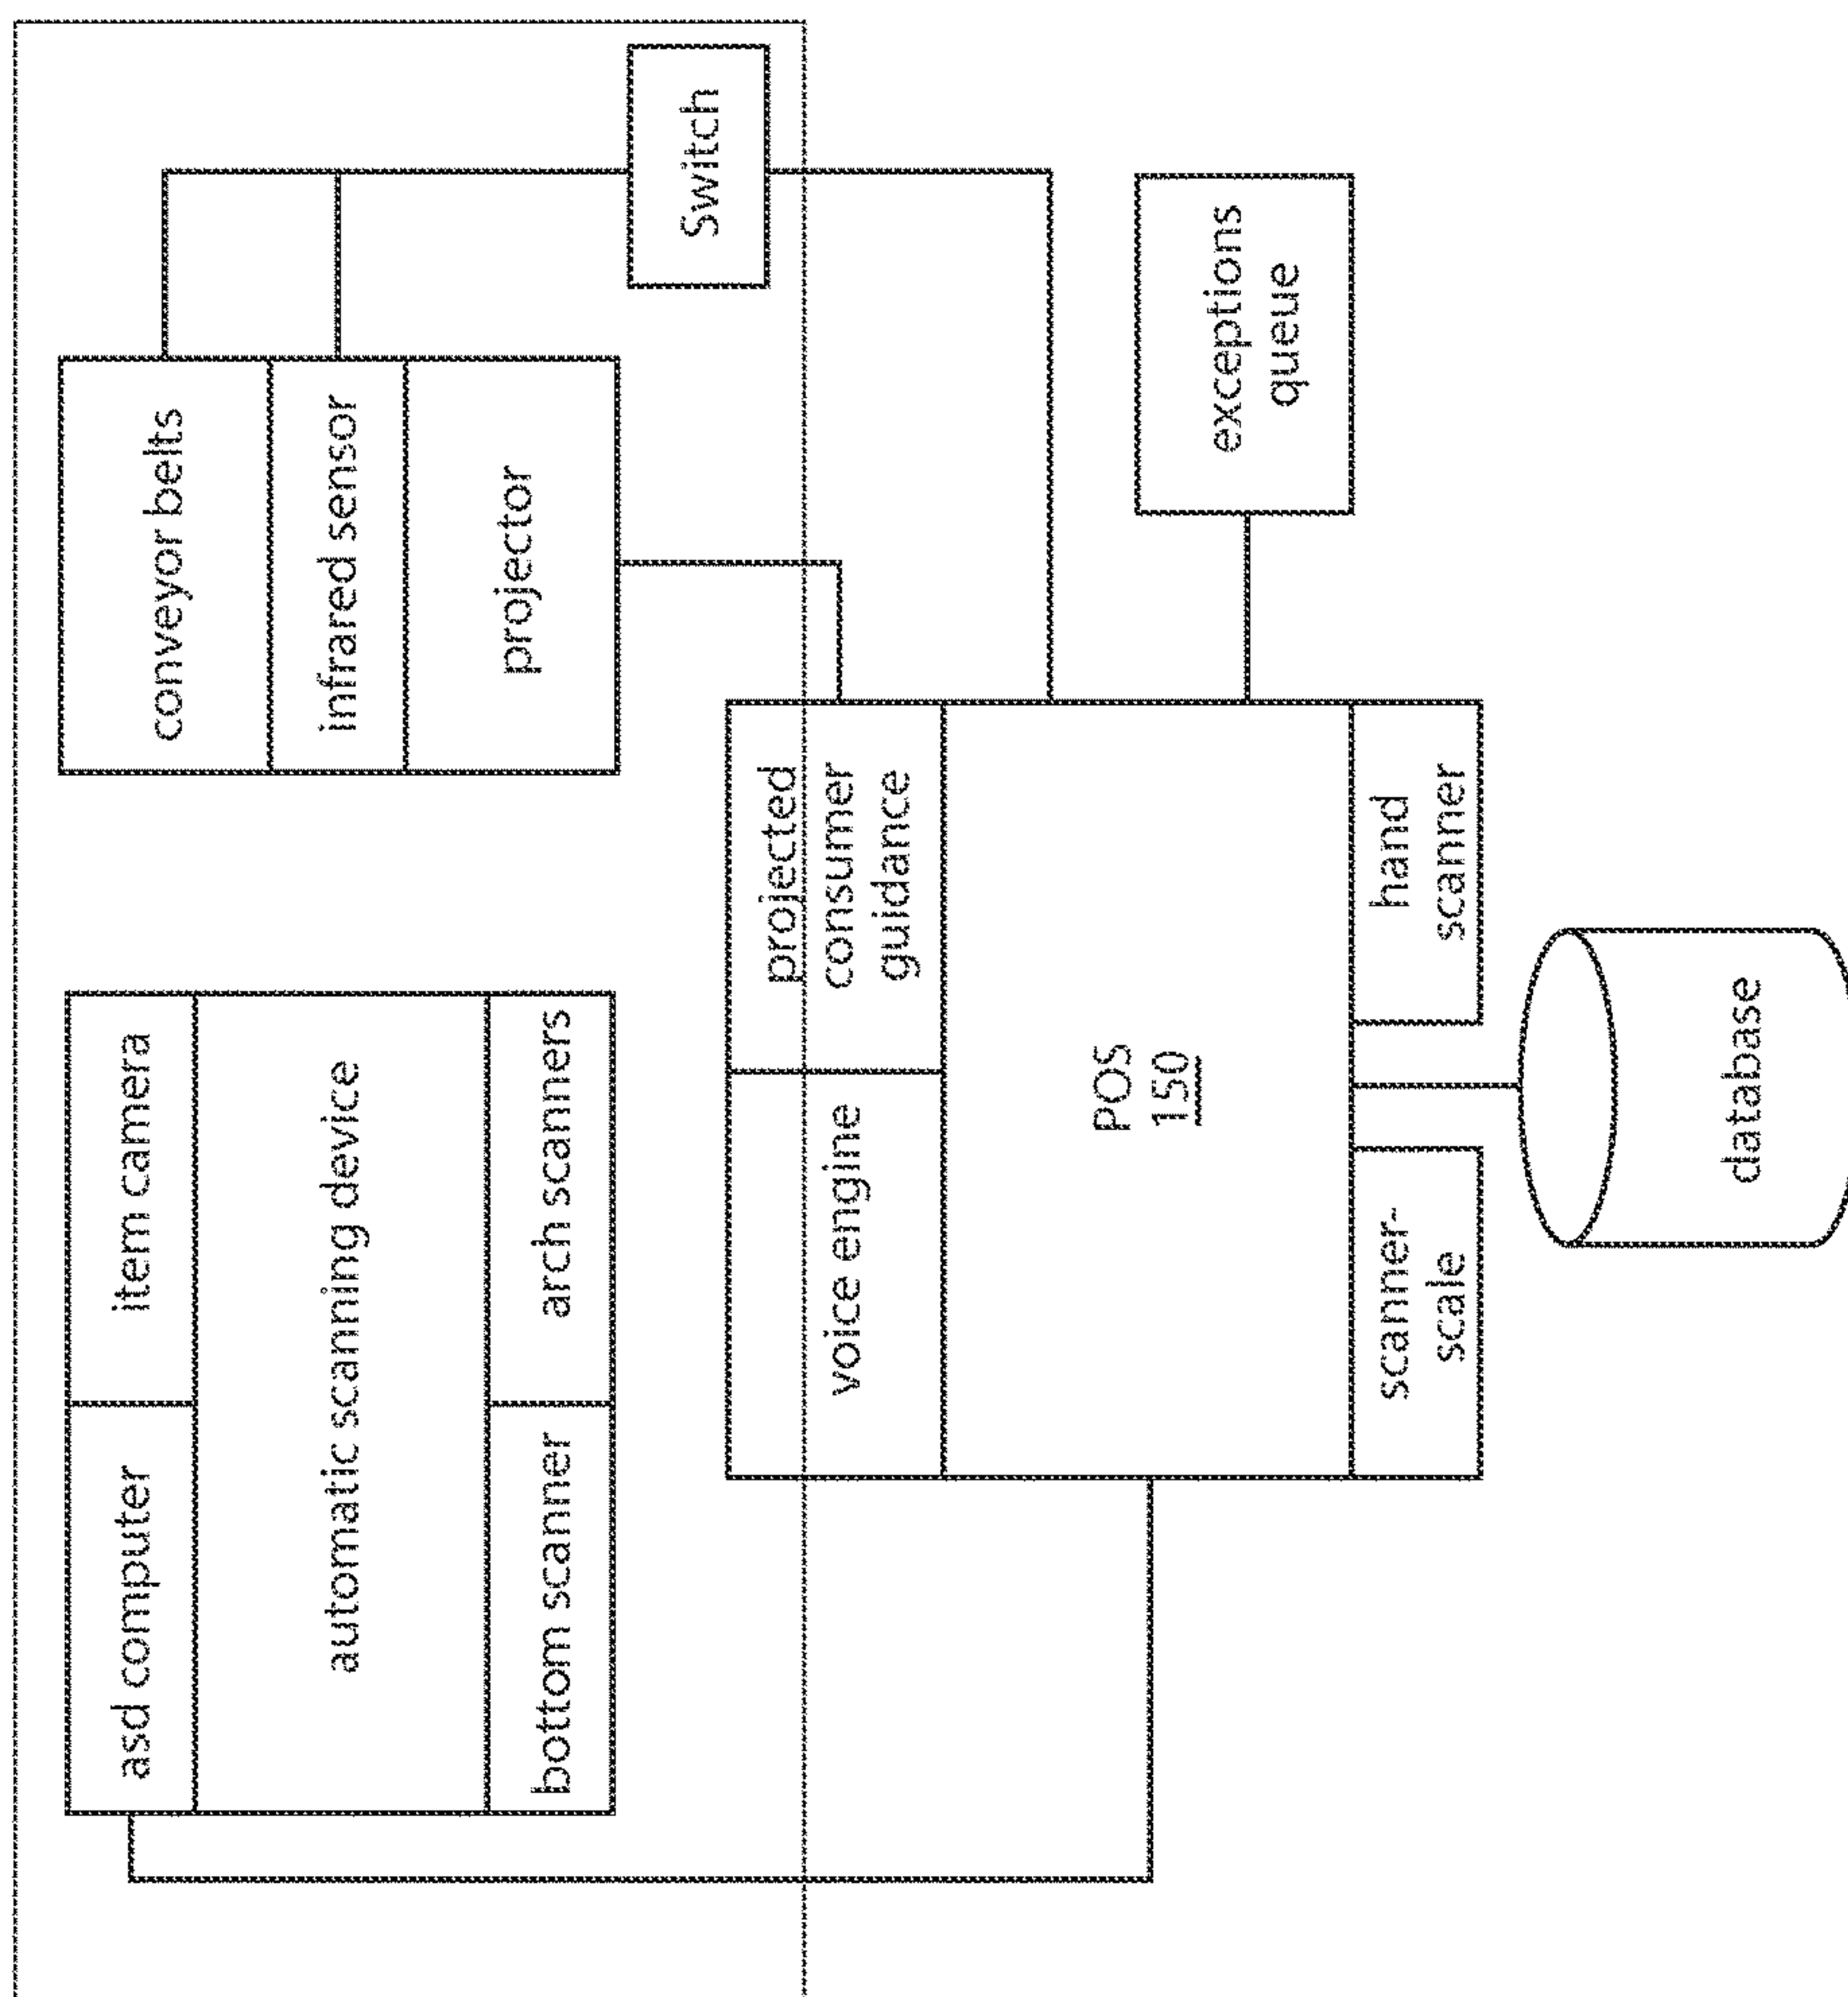 asd computer
item camera
automatic scanning device
bottom scanner
arch scanners
conveyor belts
infrared sensor
projector
Switch
voice engine
projected
consumer
guidance
POS
150
scanner-
scale
hand
scanner
exceptions
queue
database